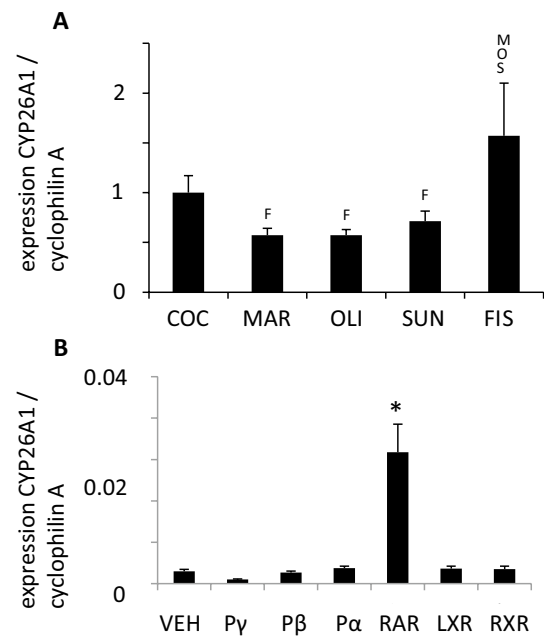 A
expression CYP26A1 /
cyclophilin A
2
1
0
F
F
F
M
O
S
COC MAR OLI SUN FIS
B
expression CYP26A1 /
cyclophilin A
0.04
0.02
0
*
VEH Pγ Pβ Pα RAR LXR RXR